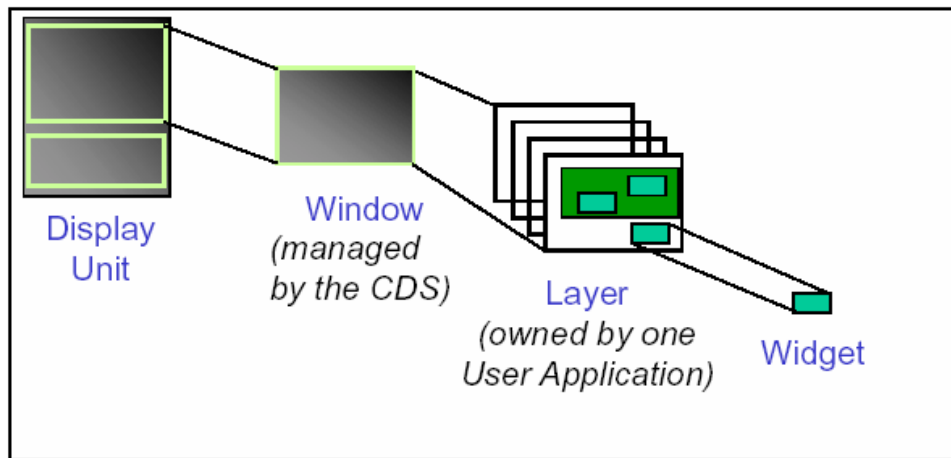 Display
Unit
Window
(managed
by the CDS)
Layer
(owned by one
User Application)
Widget